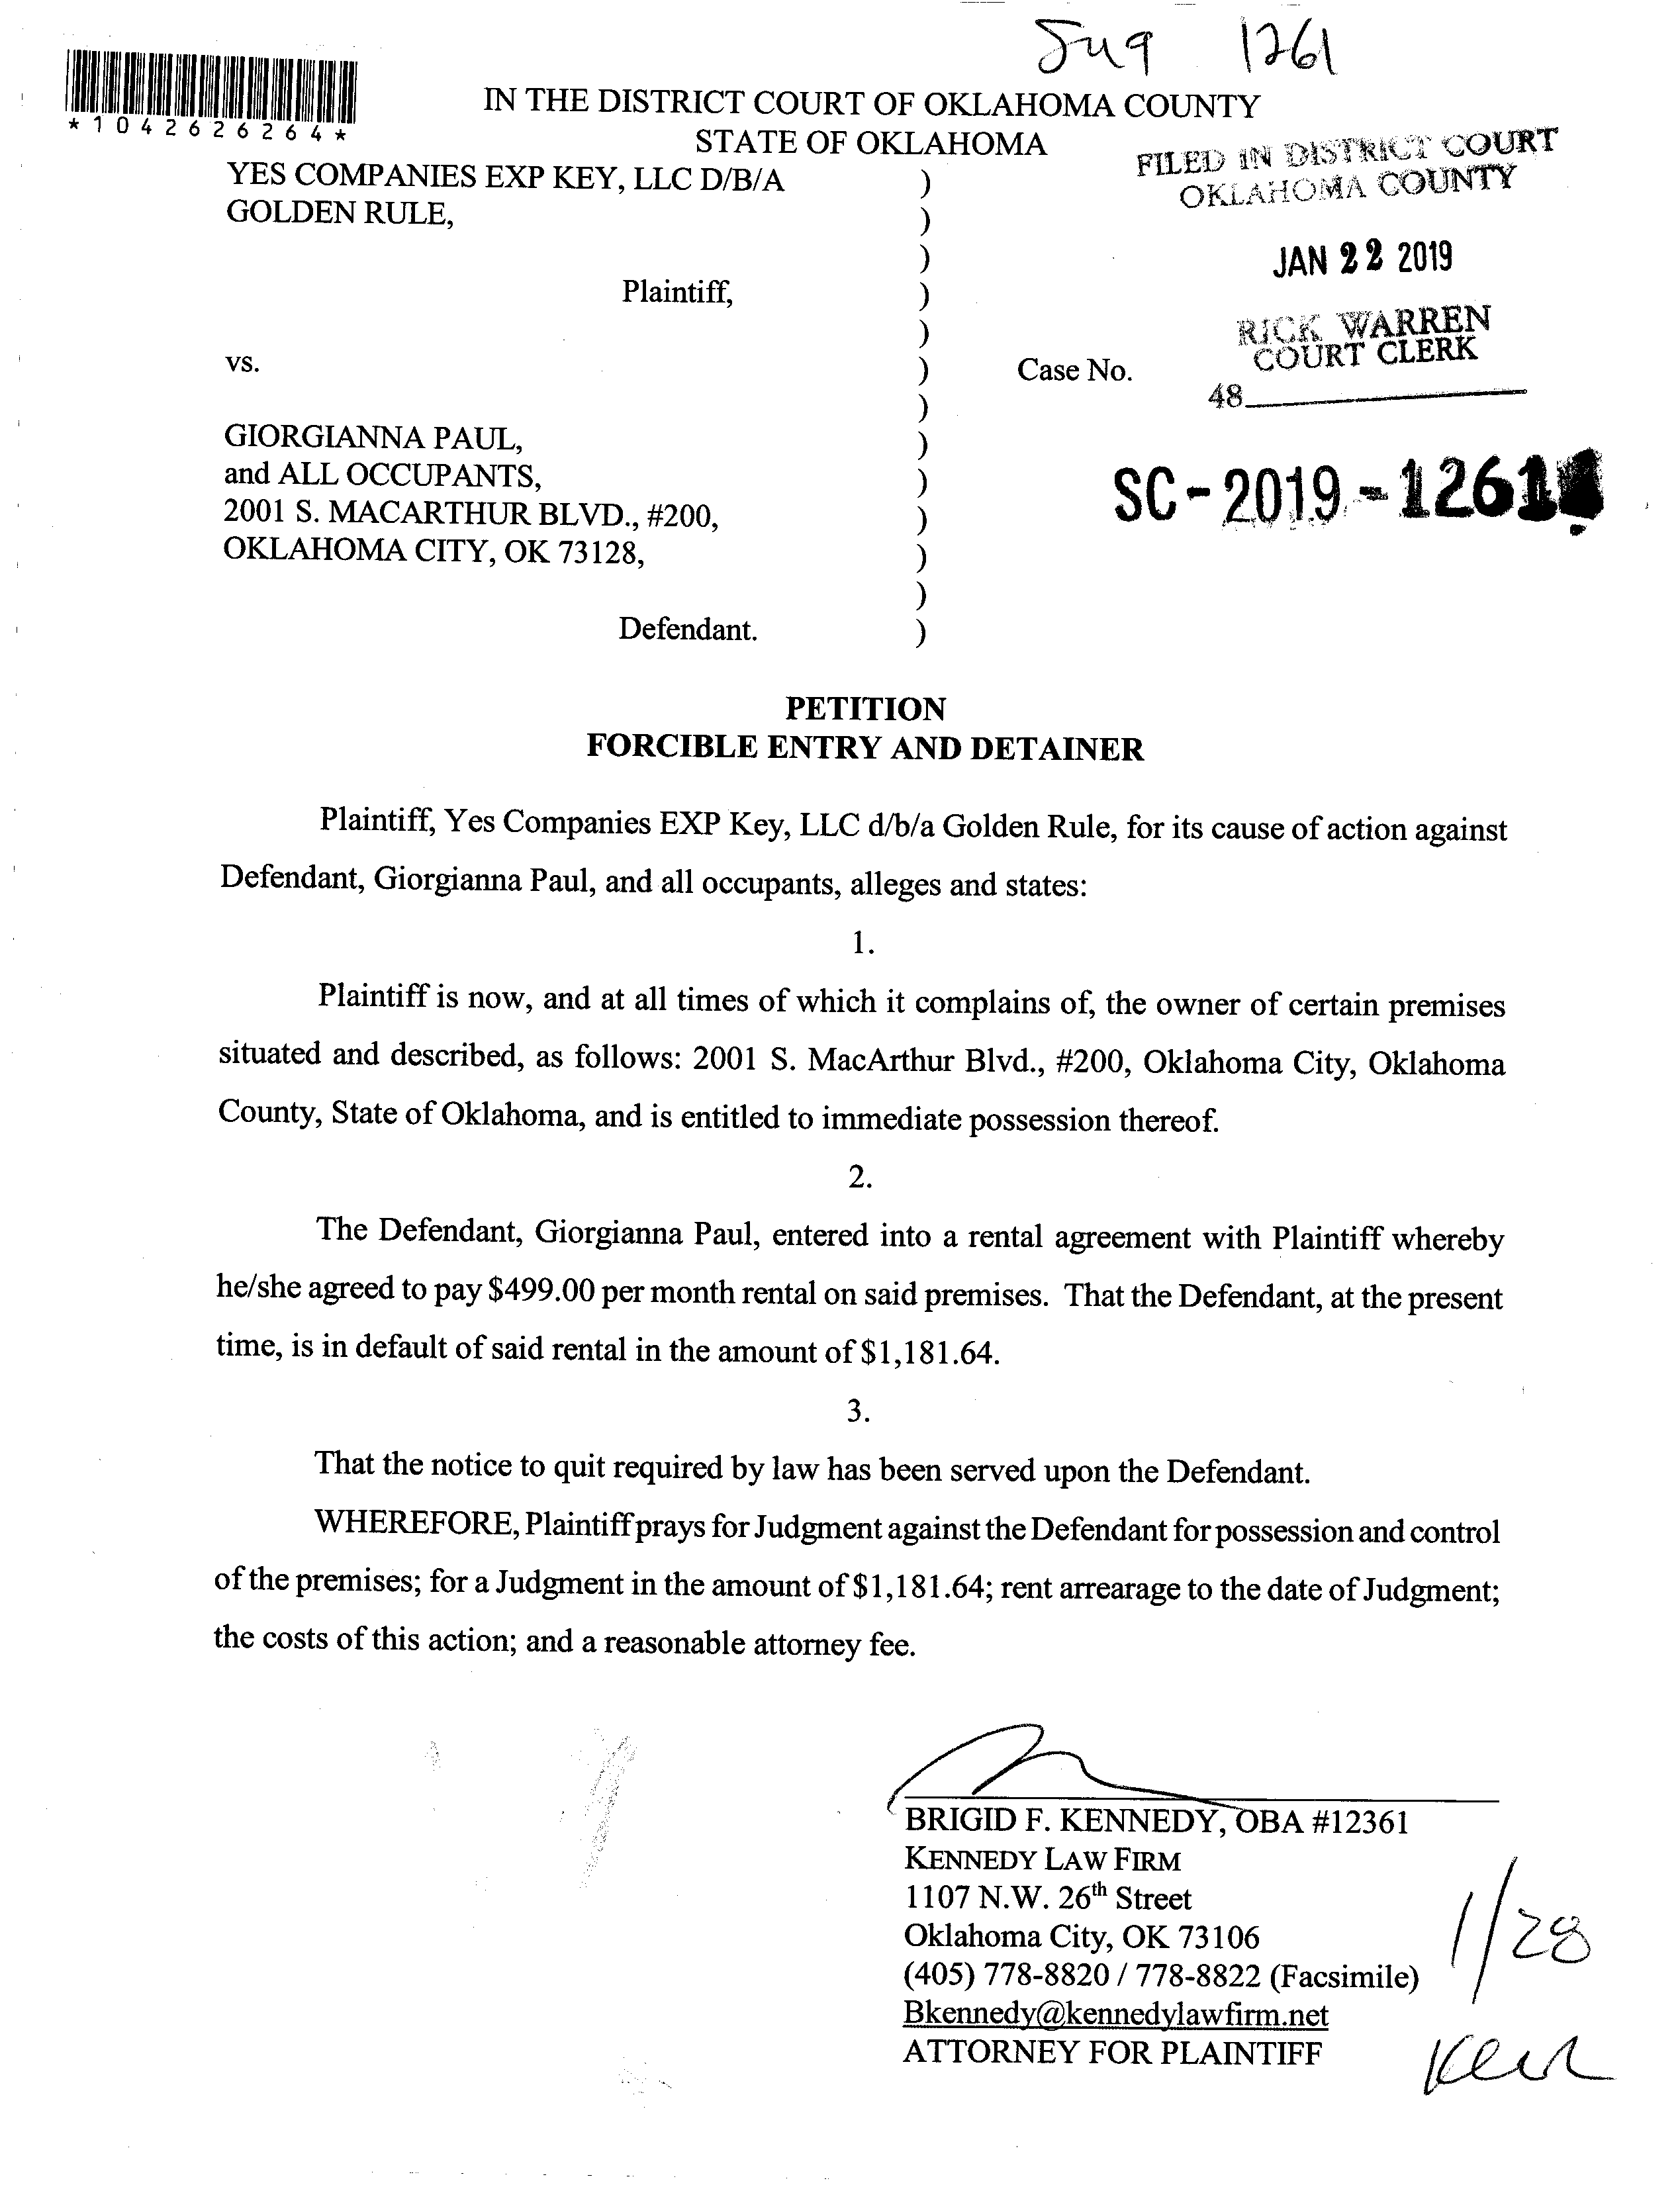 Jug 1261
*1042626264*
IN THE DISTRICT COURT OF OKLAHOMA COUNTY
STATE OF OKLAHOMA
FILED IN DISTRICT COURT
OKLAHOMA COUNTY
JAN 22 2019
RICK WARREN
COURT CLERK
48
YES COMPANIES EXP KEY, LLC D/B/A )
GOLDEN RULE, )
)
Plaintiff, )
)
vs. ) Case No.
)
GIORGIANNA PAUL, )
and ALL OCCUPANTS, )
2001 S. MACARTHUR BLVD., #200, )
OKLAHOMA CITY, OK 73128, )
)
Defendant. )
SC-2019-1261
PETITION
FORCIBLE ENTRY AND DETAINER
Plaintiff, Yes Companies EXP Key, LLC d/b/a Golden Rule, for its cause of action against
Defendant, Giorgianna Paul, and all occupants, alleges and states:
1.
Plaintiff is now, and at all times of which it complains of, the owner of certain premises
situated and described, as follows: 2001 S. MacArthur Blvd., #200, Oklahoma City, Oklahoma
County, State of Oklahoma, and is entitled to immediate possession thereof.
2.
The Defendant, Giorgianna Paul, entered into a rental agreement with Plaintiff whereby
he/she agreed to pay $499.00 per month rental on said premises. That the Defendant, at the present
time, is in default of said rental in the amount of $1,181.64.
3.
That the notice to quit required by law has been served upon the Defendant.
WHEREFORE, Plaintiff prays for Judgment against the Defendant for possession and control
of the premises; for a Judgment in the amount of $1,181.64; rent arrearage to the date of Judgment;
the costs of this action; and a reasonable attorney fee.
BRIGID F. KENNEDY, OBA #12361
KENNEDY LAW FIRM
1107 N.W. 26th Street
Oklahoma City, OK 73106
(405) 778-8820 / 778-8822 (Facsimile)
Bkennedy@kennedylawfirm.net
ATTORNEY FOR PLAINTIFF
1/28